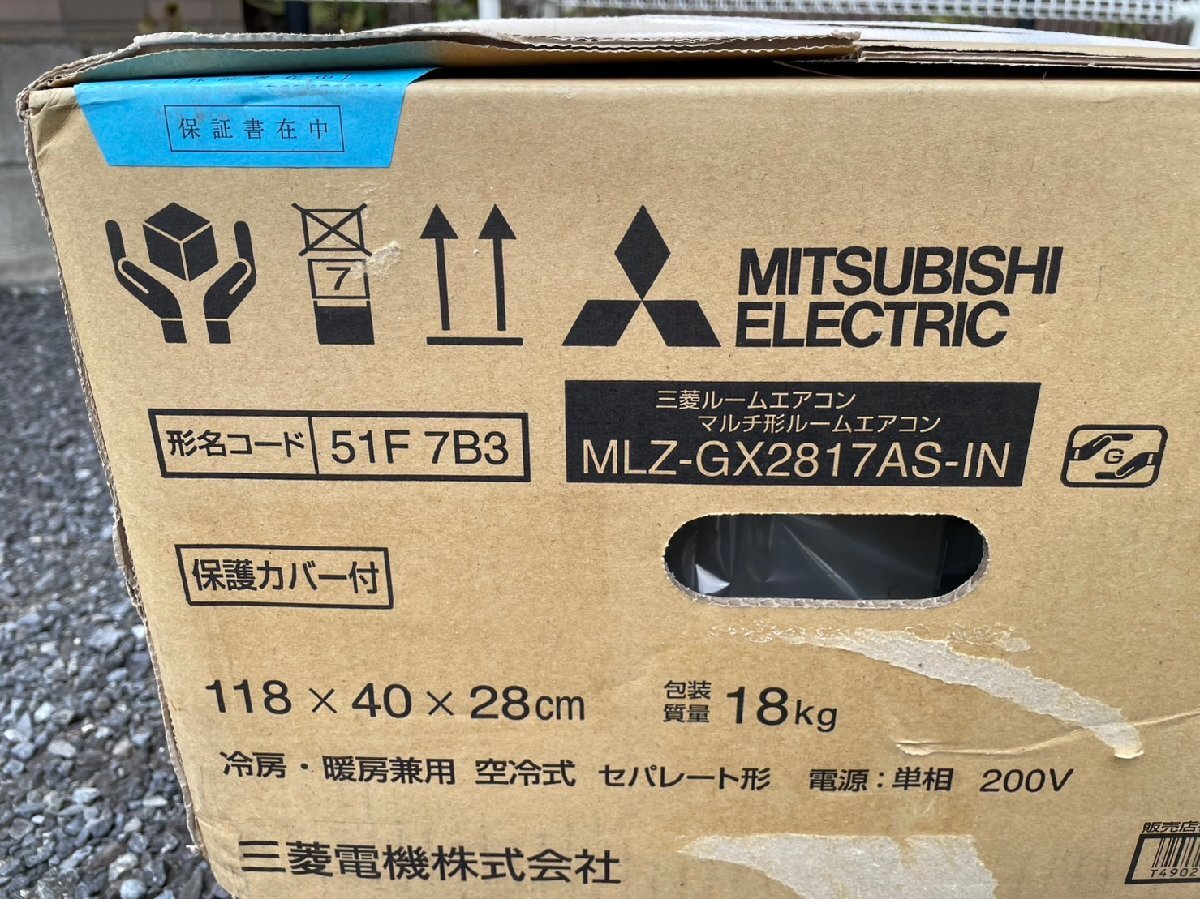 保証書在中
7
MITSUBISHI
ELECTRIC
三菱ルームエアコン
マルチ形ルームエアコン
MLZ-GX2817AS-IN
形名コード 51F 7B3
G
保護カバー付
118 × 40 × 28cm 包装質量 18kg
冷房・暖房兼用 空冷式 セパレート形 電源:単相 200V
三菱電機株式会社
販売店
T4902